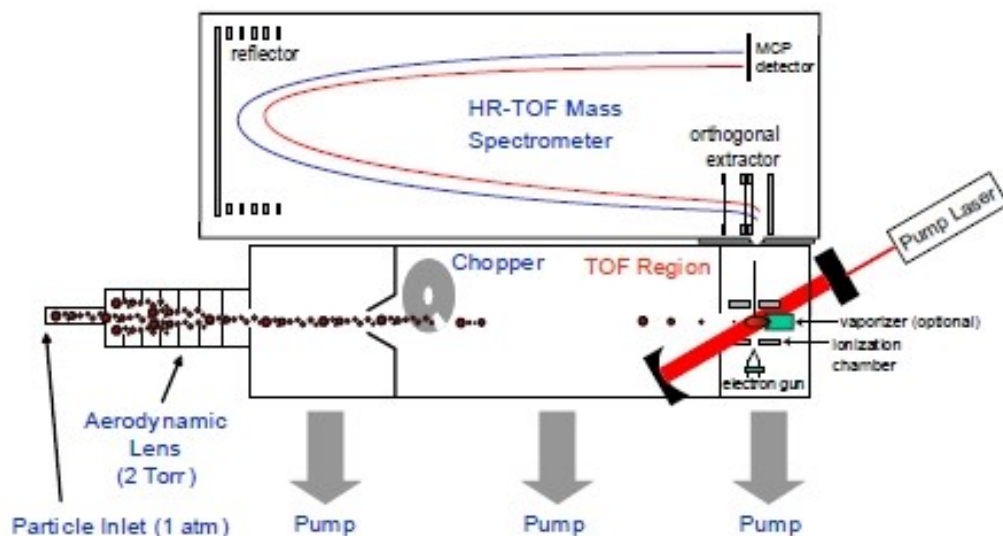 reflector
MCP
detector
HR-TOF Mass
Spectrometer
orthogonal
extractor
Pump Laser
Chopper
TOF Region
vaporizer (optional)
ionization
chamber
electron gun
Aerodynamic
Lens
(2 Torr)
Particle Inlet (1 atm)
Pump
Pump
Pump